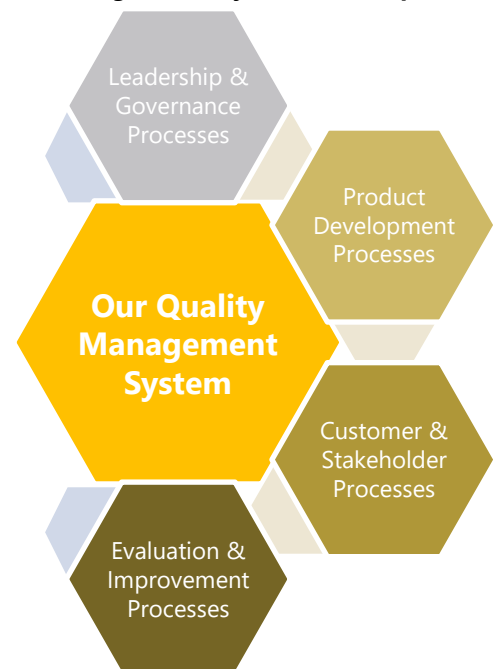 Leadership &
Governance
Processes
Product
Development
Processes
Our Quality
Management
System
Customer &
Stakeholder
Processes
Evaluation &
Improvement
Processes